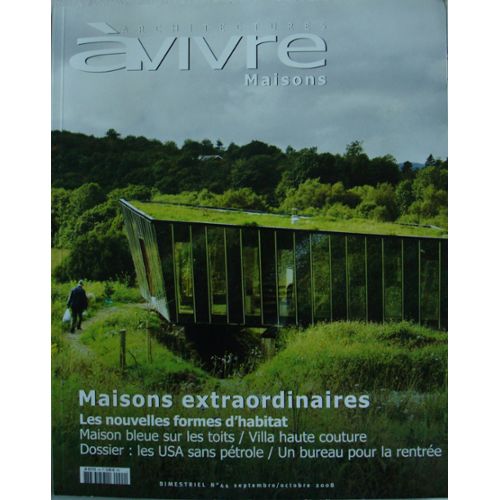 ARCHITECTURES
àvivre
Maisons
Maisons extraordinaires
Les nouvelles formes d'habitat
Maison bleue sur les toits / Villa haute couture
Dossier : les USA sans pétrole / Un bureau pour la rentrée
BIMESTRIEL N°44 septembre/octobre 2008